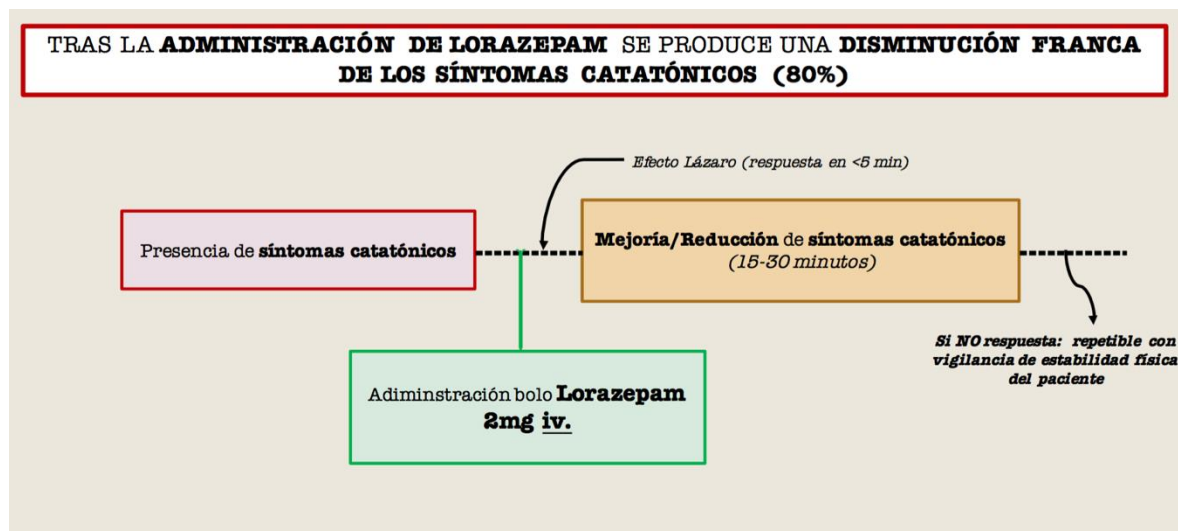 TRAS LA ADMINISTRACIÓN DE LORAZEPAM SE PRODUCE UNA DISMINUCIÓN FRANCA
DE LOS SÍNTOMAS CATATÓNICOS (80%)
Efecto Lázaro (respuesta en <5 min)
Presencia de síntomas catatónicos
Mejoría/Reducción de síntomas catatónicos
(15-30 minutos)
Si NO respuesta: repetible con
vigilancia de estabilidad física
del paciente
Adiminstración bolo Lorazepam
2mg iv.